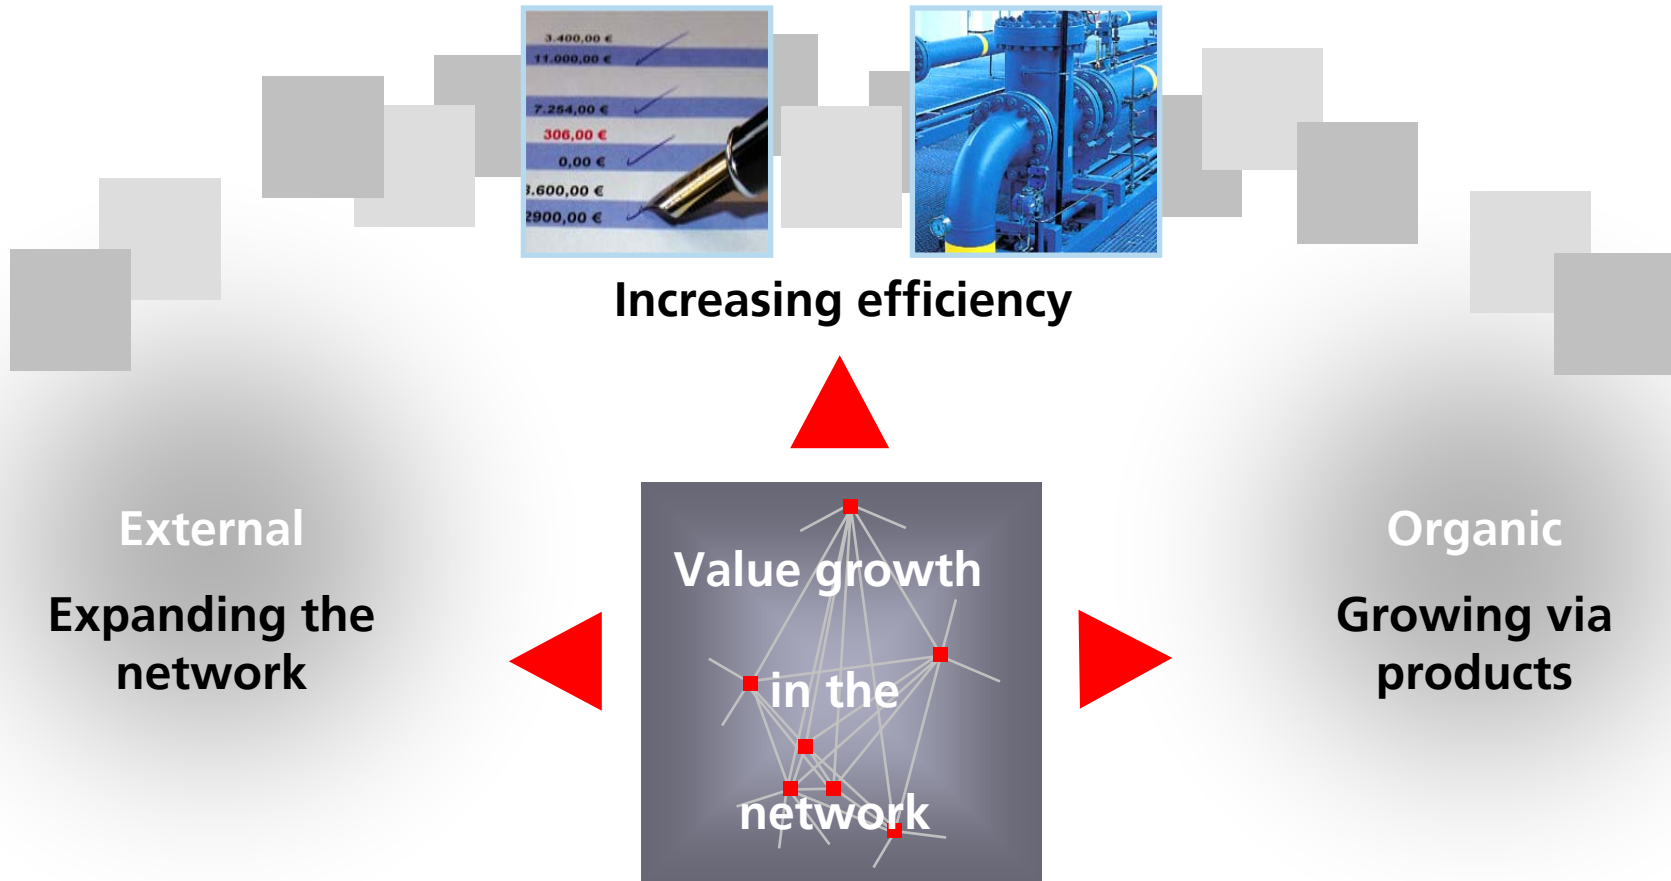 3.400,00 €
11.000,00 €
7.254,00 €
306,00 €
0,00 €
3.600,00 €
2900,00 €
Increasing efficiency
External
Expanding the
network
Value growth
in the
network
Organic
Growing via
products